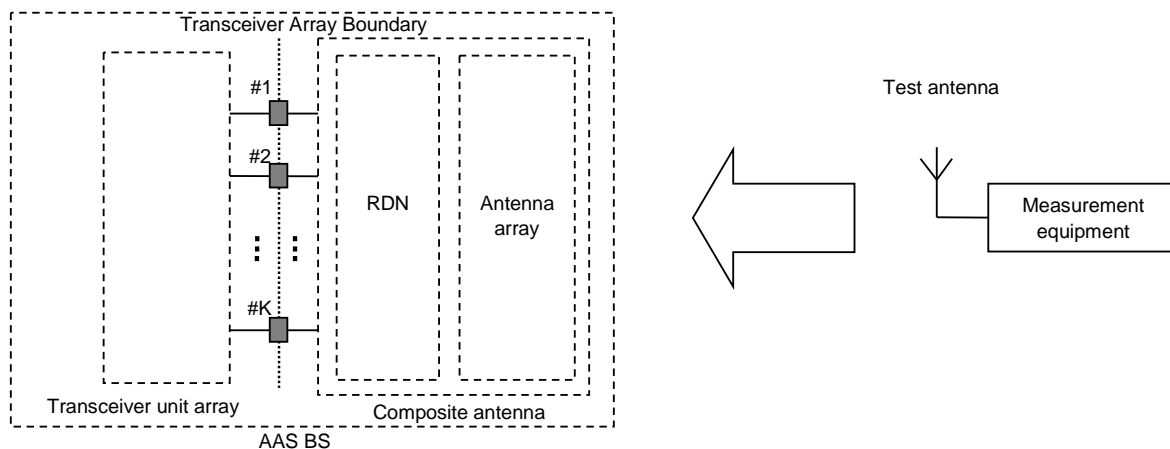 Transceiver Array Boundary
#1
#2
#K
RDN
Antenna
array
Transceiver unit array
Composite antenna
AAS BS
Test antenna
Measurement
equipment